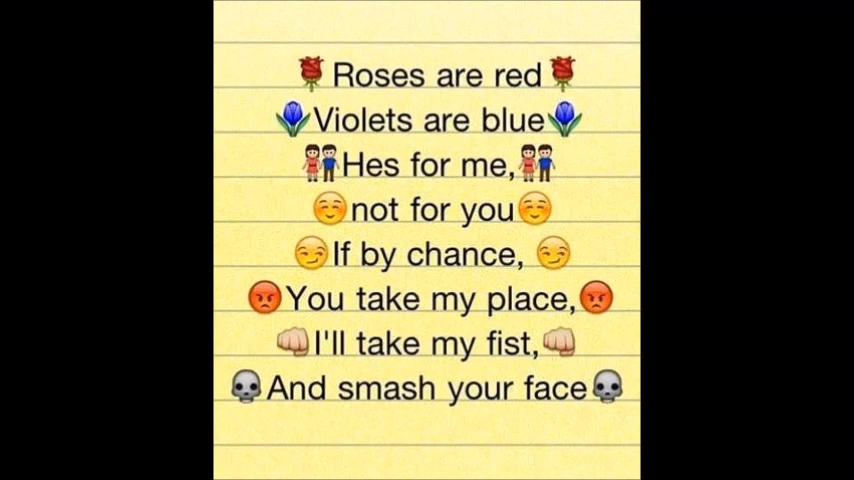 🌹Roses are red🌹
🌷Violets are blue🌷
👫Hes for me,👫
☺️not for you☺️
😏If by chance, 😏
😡You take my place,😡
👊I'll take my fist,👊
💀And smash your face💀